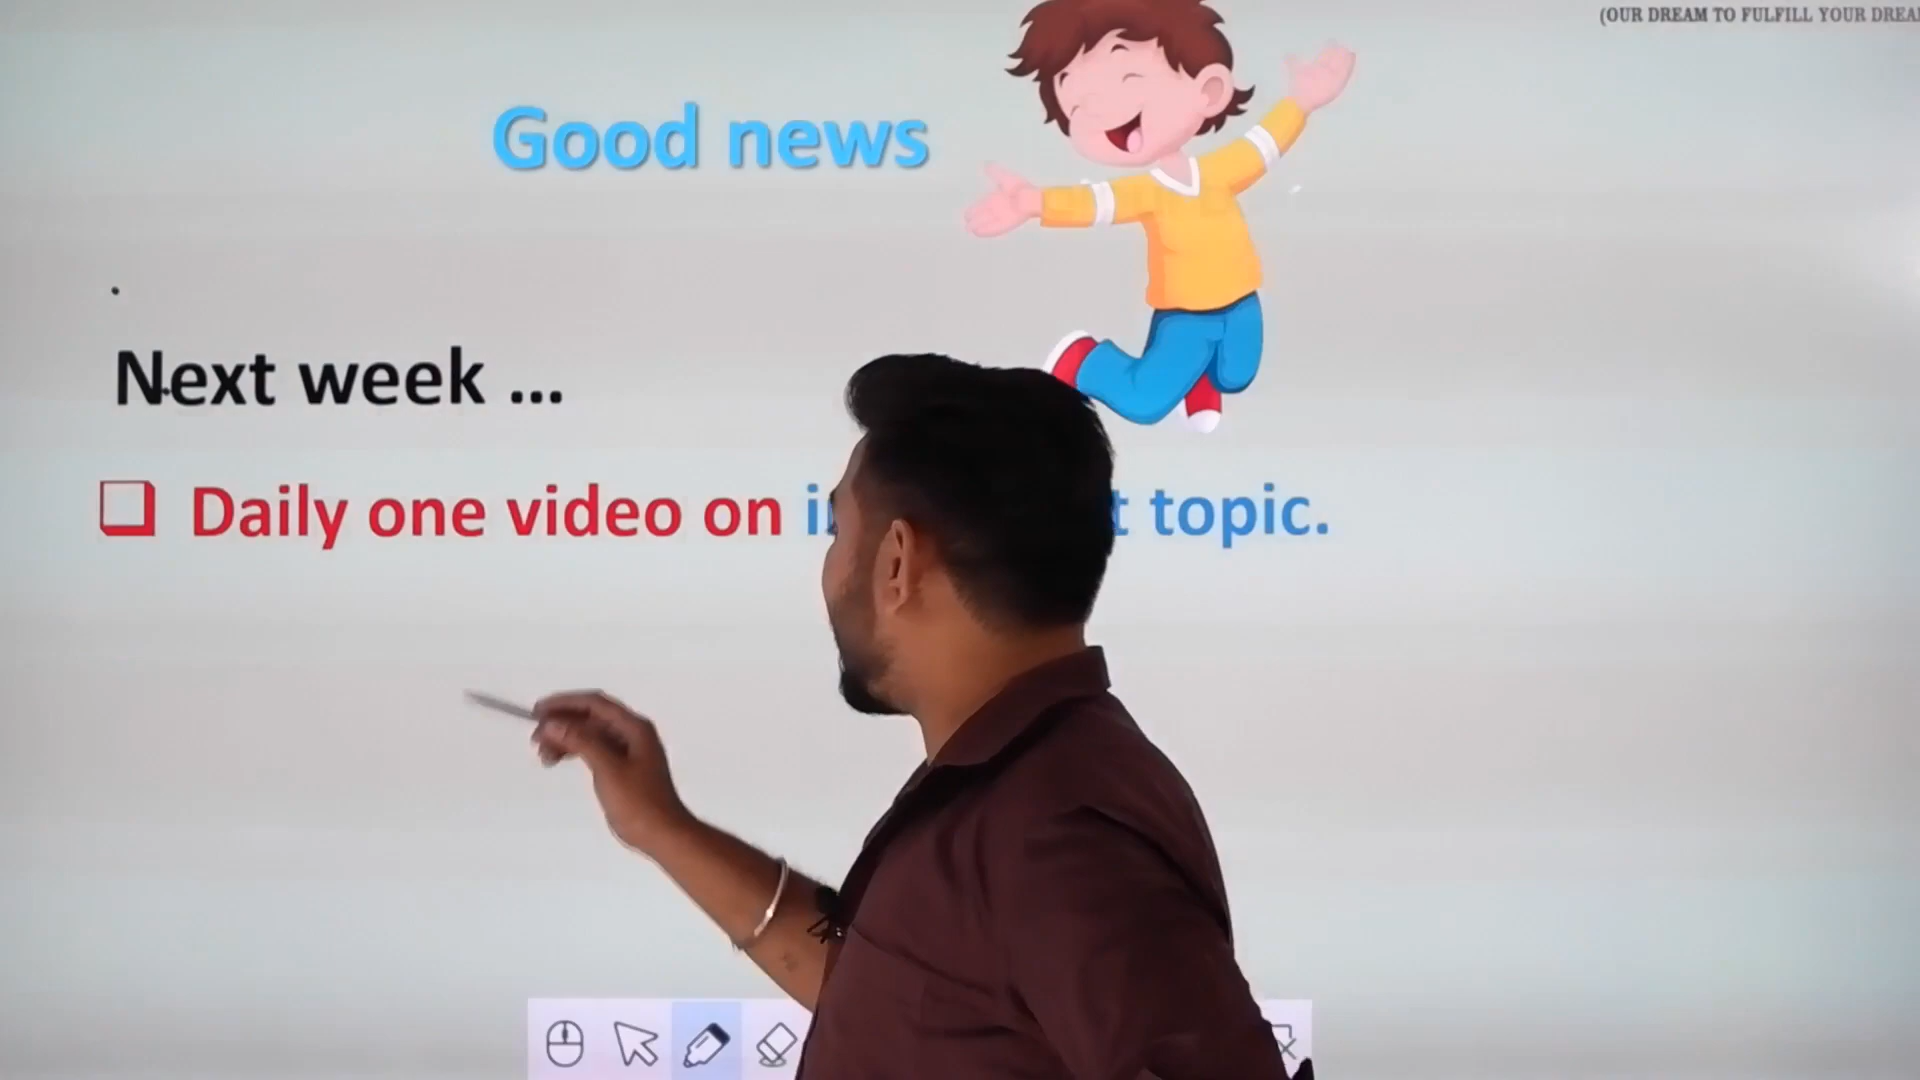 (OUR DREAM TO FULFILL YOUR DREA
Good news
Next week ...
Daily one video on topic.